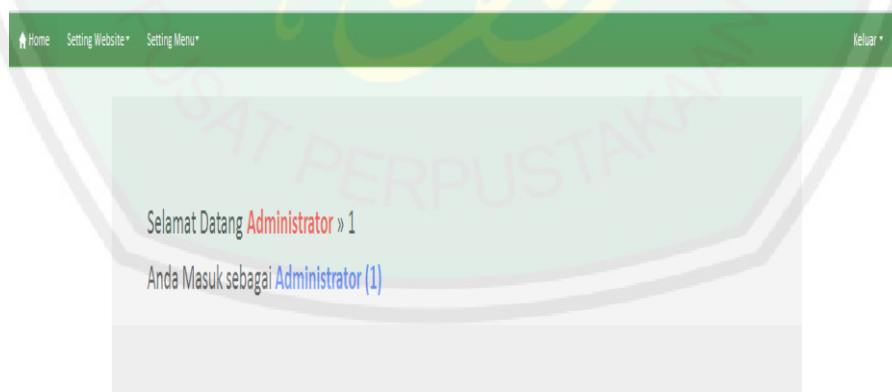 Home Setting Website Setting Menu Keluar
PUSAT PERPUSTAKAAN
Selamat Datang Administrator » 1
Anda Masuk sebagai Administrator (1)